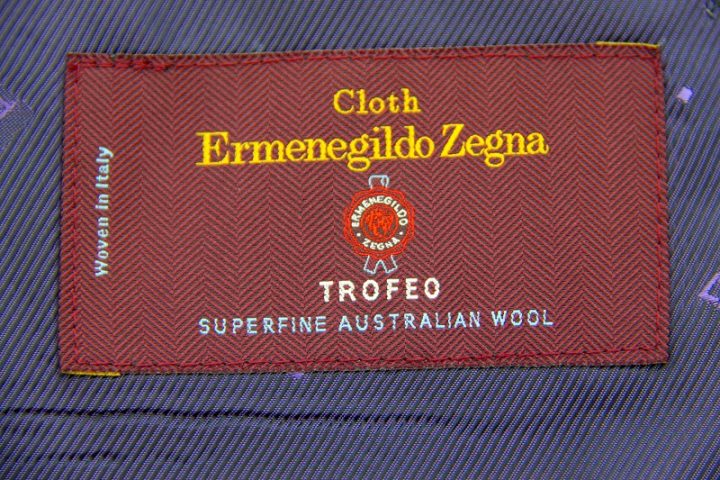 Cloth
Ermenegildo Zegna
Woven in Italy
ERMENEGILDO
ZEGNA
TROFEO
SUPERFINE AUSTRALIAN WOOL